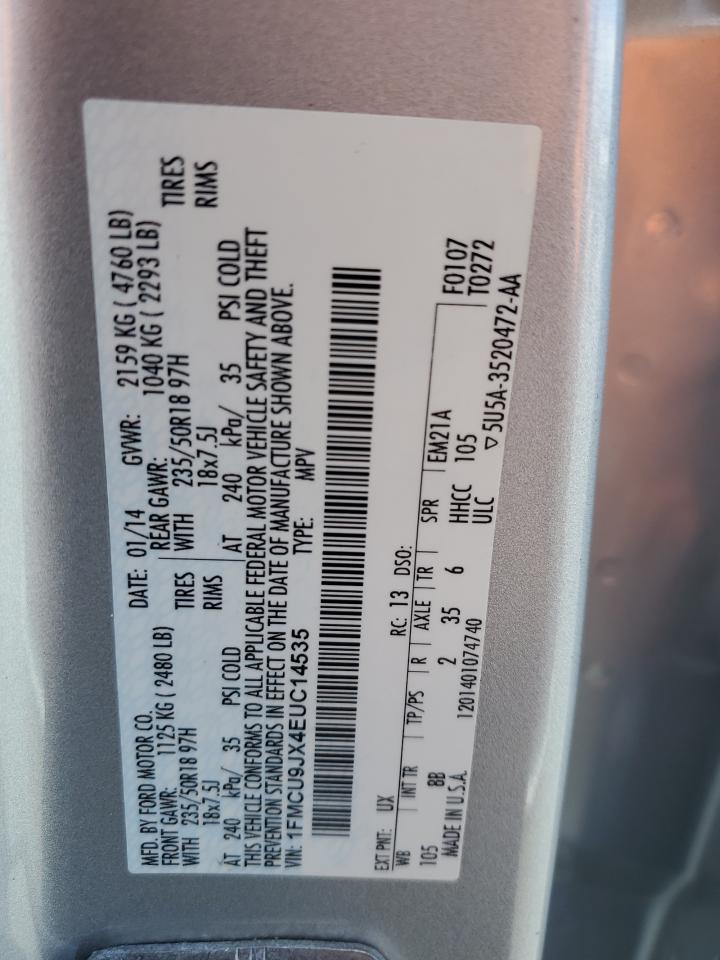 MFD. BY FORD MOTOR CO. DATE: 01/14 GVWR: 2159 KG ( 4760 LB)
FRONT GAWR: 1125 KG ( 2480 LB) REAR GAWR: 1040 KG ( 2293 LB)
WITH 235/50R18 97H TIRES WITH 235/50R18 97H TIRES
18x7.5J RIMS 18x7.5J RIMS
AT 240 kPa/ 35 PSI COLD AT 240 kPa/ 35 PSI COLD
THIS VEHICLE CONFORMS TO ALL APPLICABLE FEDERAL MOTOR VEHICLE SAFETY AND THEFT
PREVENTION STANDARDS IN EFFECT ON THE DATE OF MANUFACTURE SHOWN ABOVE.
VIN: 1FMCU9JX4EUC14535 TYPE: MPV
EXT PNT: UX RC: 13 DSO: F0107
WB INT TR TP/PS R AXLE TR SPR EM21A T0272
105 8B 2 35 6 HHCC 105
MADE IN U.S.A. 1201401074740 ULC ▽5U5A-3520472-AA